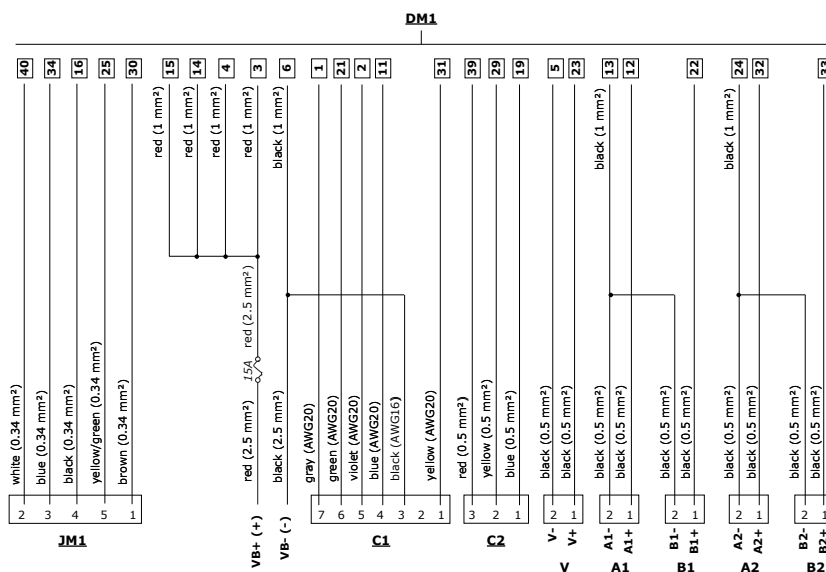 DM1
40 34 16 25 30 15 14 4 3 6 1 21 2 11 31 39 29 19 5 23 13 12 22 24 32 33
red (1 mm²)
red (1 mm²)
red (1 mm²)
red (1 mm²)
black (1 mm²)
black (1 mm²)
black (1 mm²)
red (2.5 mm²)
15A
white (0.34 mm²)
blue (0.34 mm²)
black (0.34 mm²)
yellow/green (0.34 mm²)
brown (0.34 mm²)
red (2.5 mm²)
black (2.5 mm²)
gray (AWG20)
green (AWG20)
violet (AWG20)
blue (AWG20)
black (AWG16)
yellow (AWG20)
red (0.5 mm²)
yellow (0.5 mm²)
blue (0.5 mm²)
black (0.5 mm²)
black (0.5 mm²)
black (0.5 mm²)
black (0.5 mm²)
black (0.5 mm²)
black (0.5 mm²)
black (0.5 mm²)
black (0.5 mm²)
black (0.5 mm²)
black (0.5 mm²)
2 3 4 5 1
7 6 5 4 3 2 1
3 2 1
2 1
2 1
2 1
2 1
2 1
VB+ (+)
VB- (-)
V-
V+
A1-
A1+
B1-
B1+
A2-
A2+
B2-
B2+
JM1
C1
C2
V
A1
B1
A2
B2